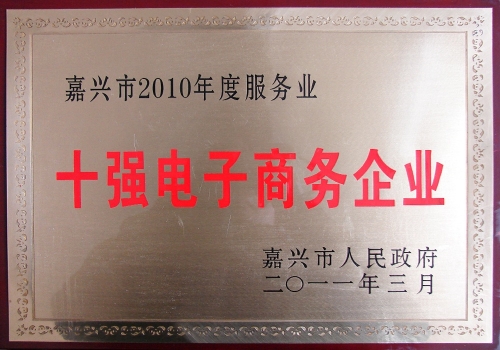 嘉兴市2010年度服务业
十强电子商务企业
嘉兴市人民政府
二〇一一年三月